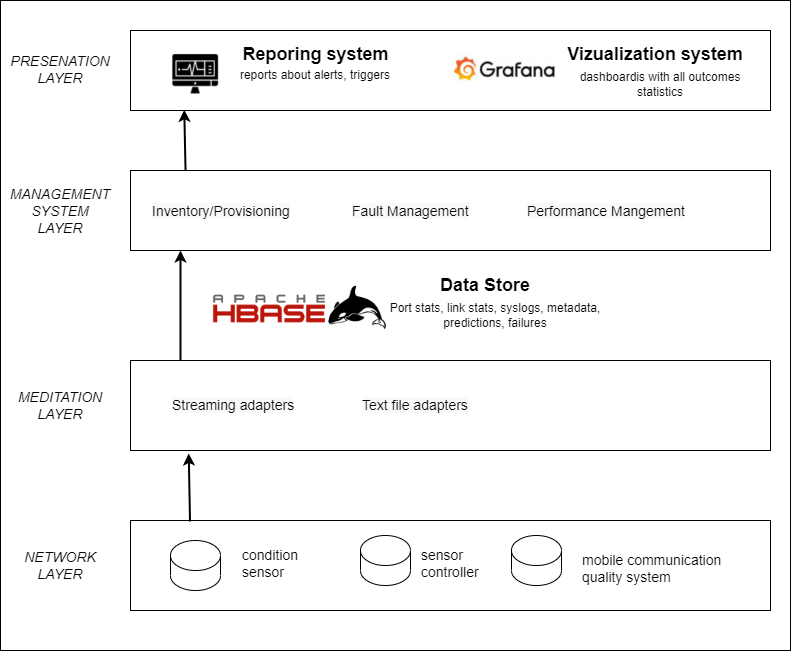 PRESENATION
LAYER
Reporing system
reports about alerts, triggers
Grafana
Vizualization system
dashboardis with all outcomes
statistics
MANAGEMENT
SYSTEM
LAYER
Inventory/Provisioning
Fault Management
Performance Mangement
APACHE
HBASE
Data Store
Port stats, link stats, syslogs, metadata,
predictions, failures
MEDITATION
LAYER
Streaming adapters
Text file adapters
NETWORK
LAYER
condition
sensor
sensor
controller
mobile communication
quality system